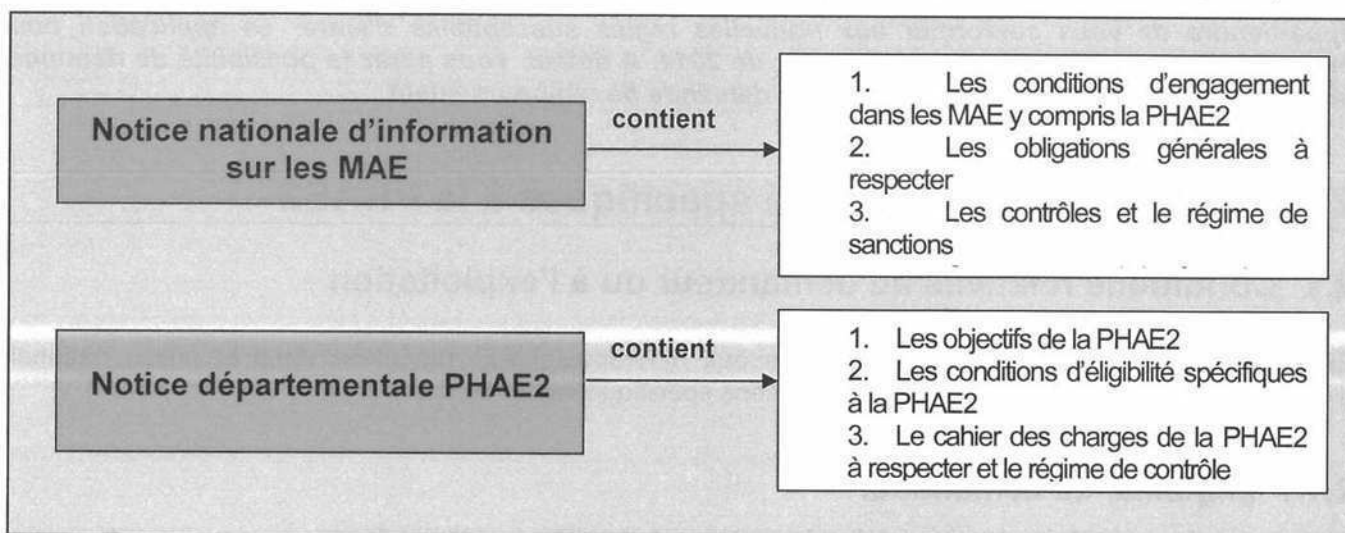 Notice nationale d'information
sur les MAE
contient
1. Les conditions d'engagement
dans les MAE y compris la PHAE2
2. Les obligations générales à
respecter
3. Les contrôles et le régime de
sanctions
Notice départementale PHAE2
contient
1. Les objectifs de la PHAE2
2. Les conditions d'éligibilité spécifiques
à la PHAE2
3. Le cahier des charges de la PHAE2
à respecter et le régime de contrôle